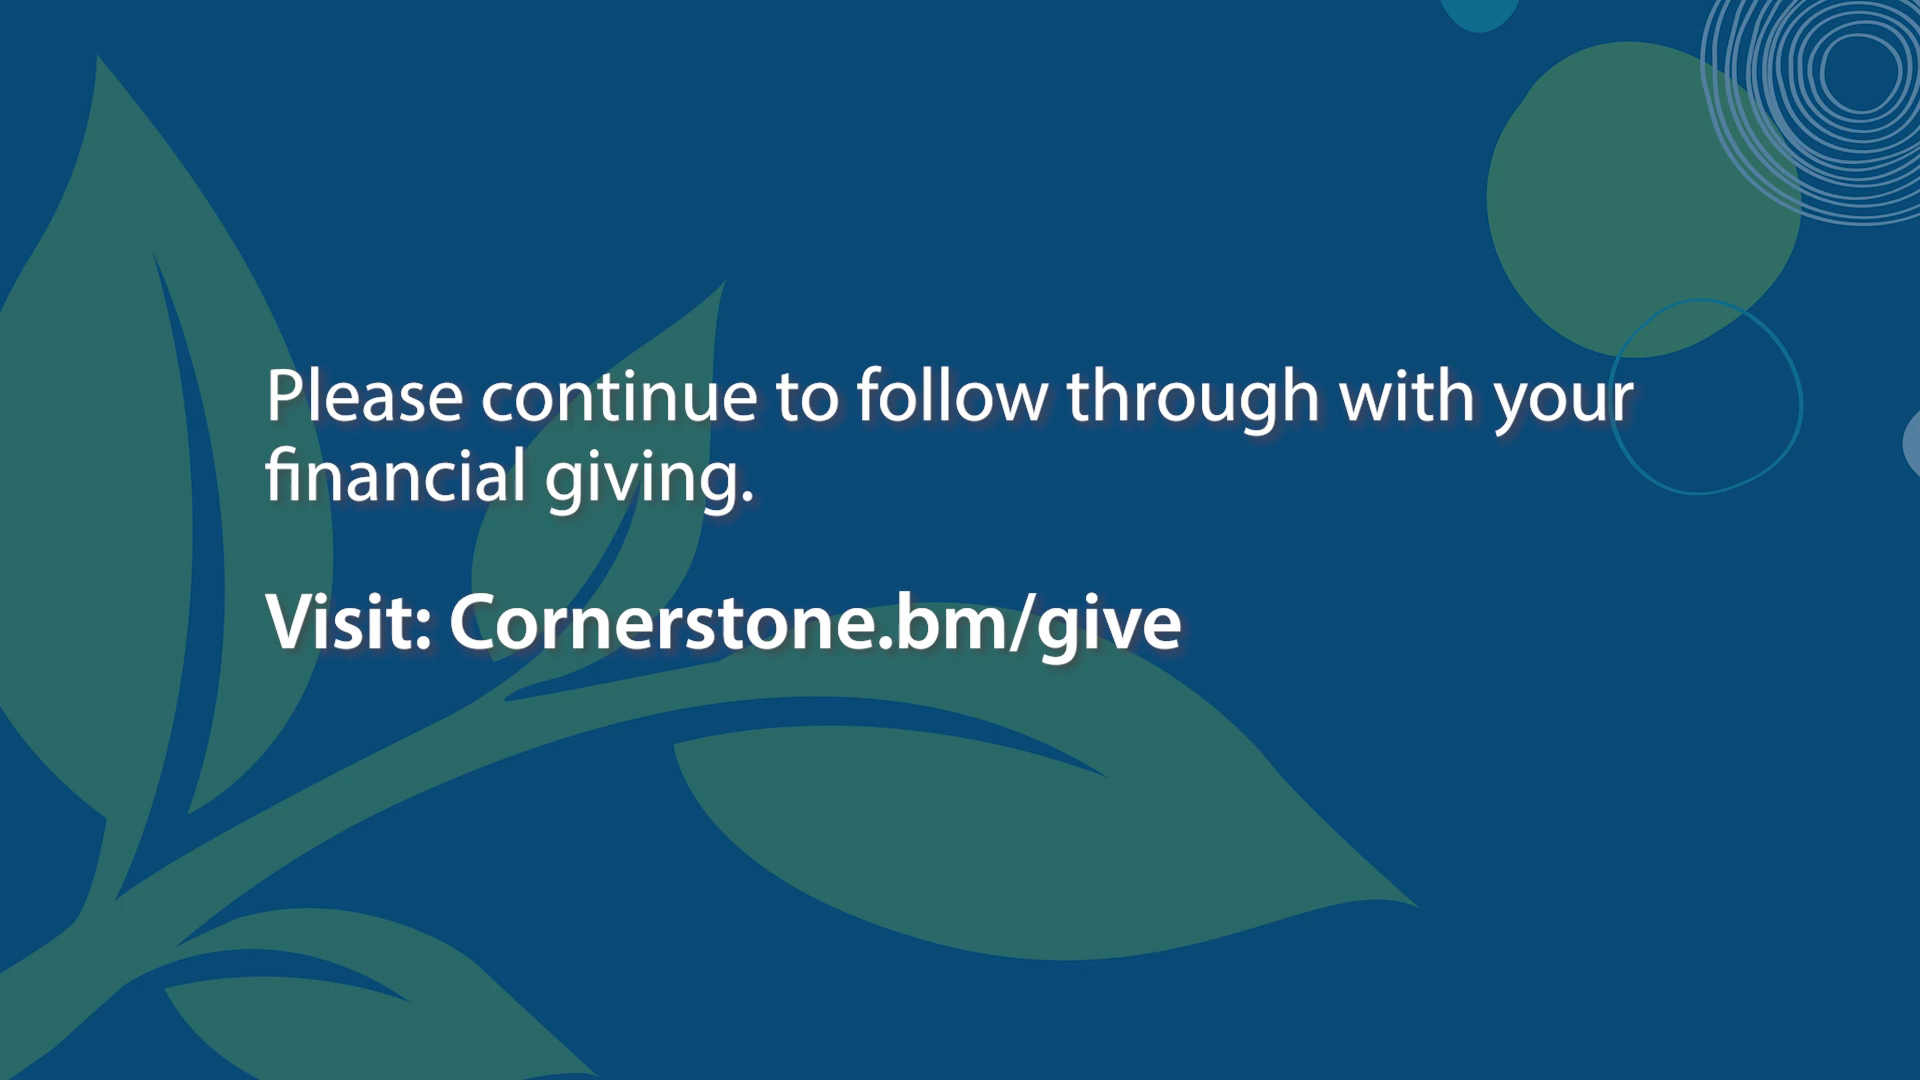 Please continue to follow through with your
financial giving.
Visit: Cornerstone.bm/give